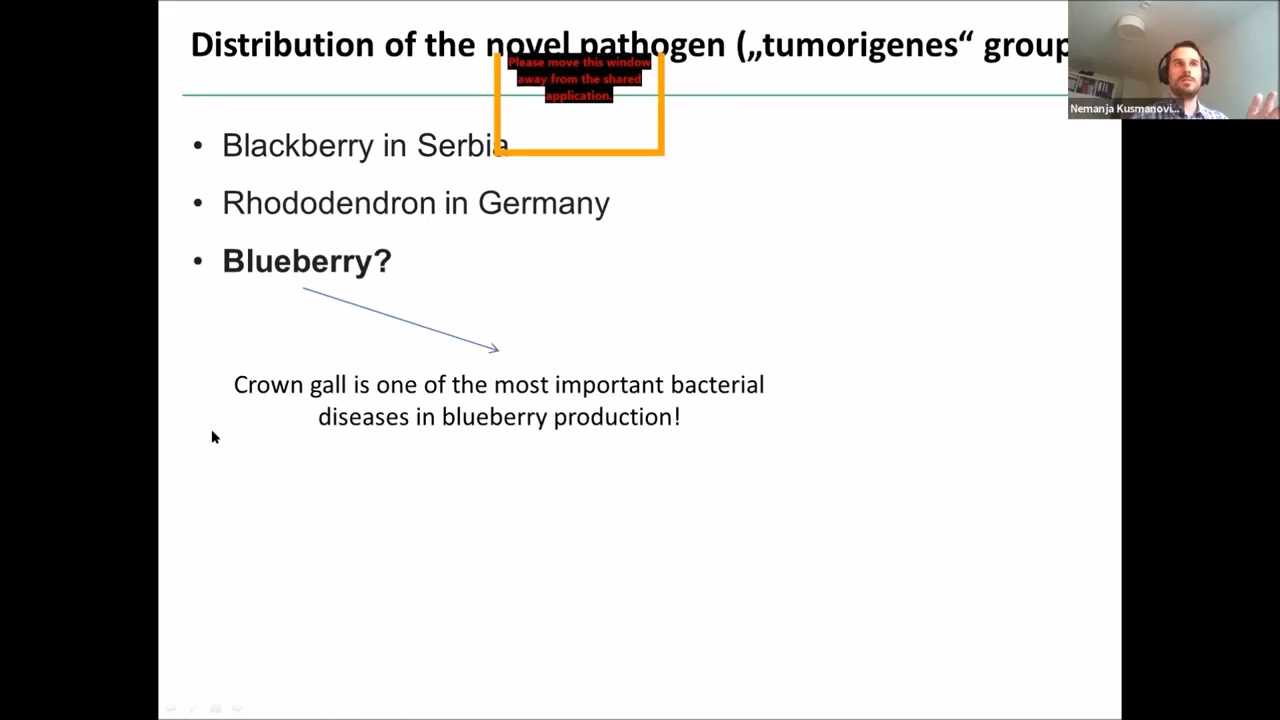 Distribution of the novel pathogen („tumorigenes“ group
Please move this window
away from the shared
application.
Nemanja Kusmanovi...
• Blackberry in Serbia
• Rhododendron in Germany
• Blueberry?
Crown gall is one of the most important bacterial
diseases in blueberry production!